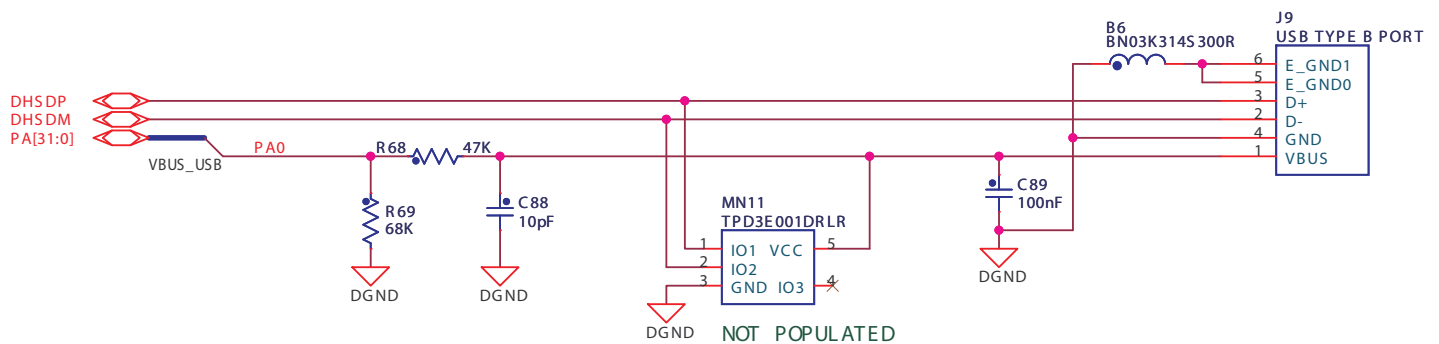 J9
USB TYPE B PORT
B6
BN03K314S300R
6 E_GND1
5 E_GND0
DHSDP
3 D+
DHSDM
2 D-
PA[31:0]
4 GND
VBUS_USB
PA0
R68
47K
1 VBUS
R69
68K
C88
10pF
C89
100nF
MN11
TPD3E001DRLR
1 IO1 VCC 5
2 IO2
3 GND IO3 4
DGND
DGND
DGND
DGND
NOT POPULATED